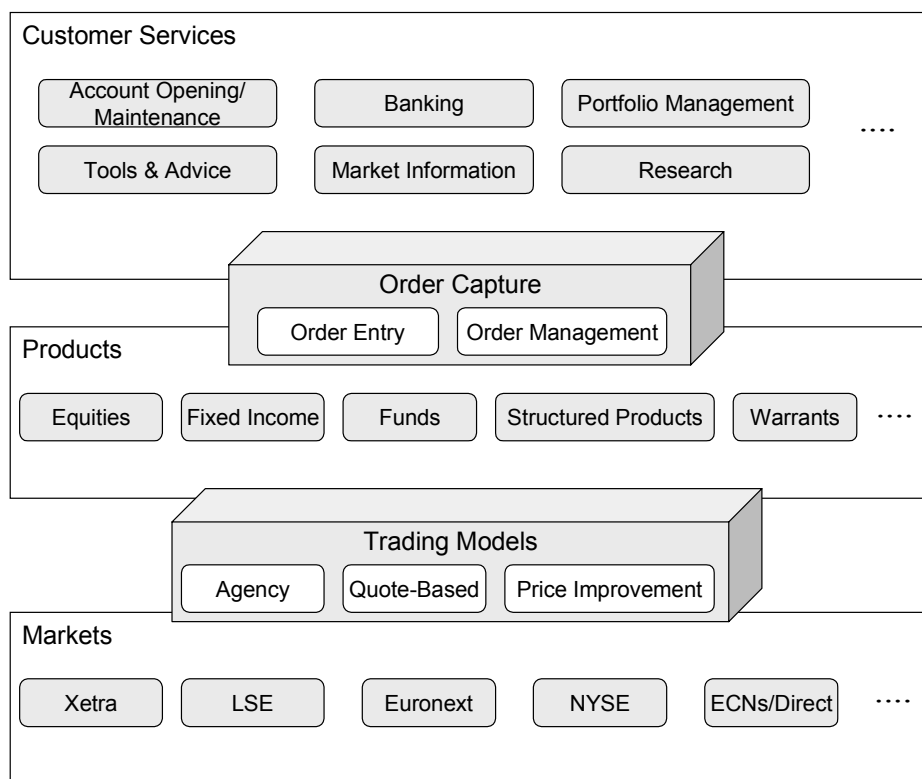 Customer Services
Account Opening/
Maintenance
Banking
Portfolio Management
....
Tools & Advice
Market Information
Research
Order Capture
Order Entry
Order Management
Products
Equities
Fixed Income
Funds
Structured Products
Warrants
....
Trading Models
Agency
Quote-Based
Price Improvement
Markets
Xetra
LSE
Euronext
NYSE
ECNs/Direct
....